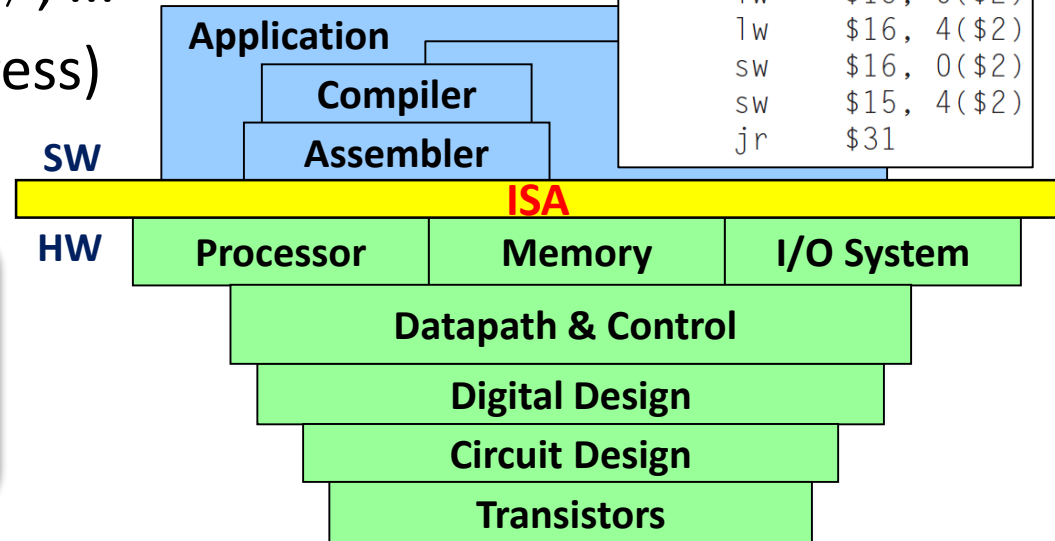 ess)
Application
Compiler
Assembler
lw $16, 4($2)
sw $16, 0($2)
sw $15, 4($2)
jr $31
SW
ISA
HW
Processor Memory I/O System
Datapath & Control
Digital Design
Circuit Design
Transistors